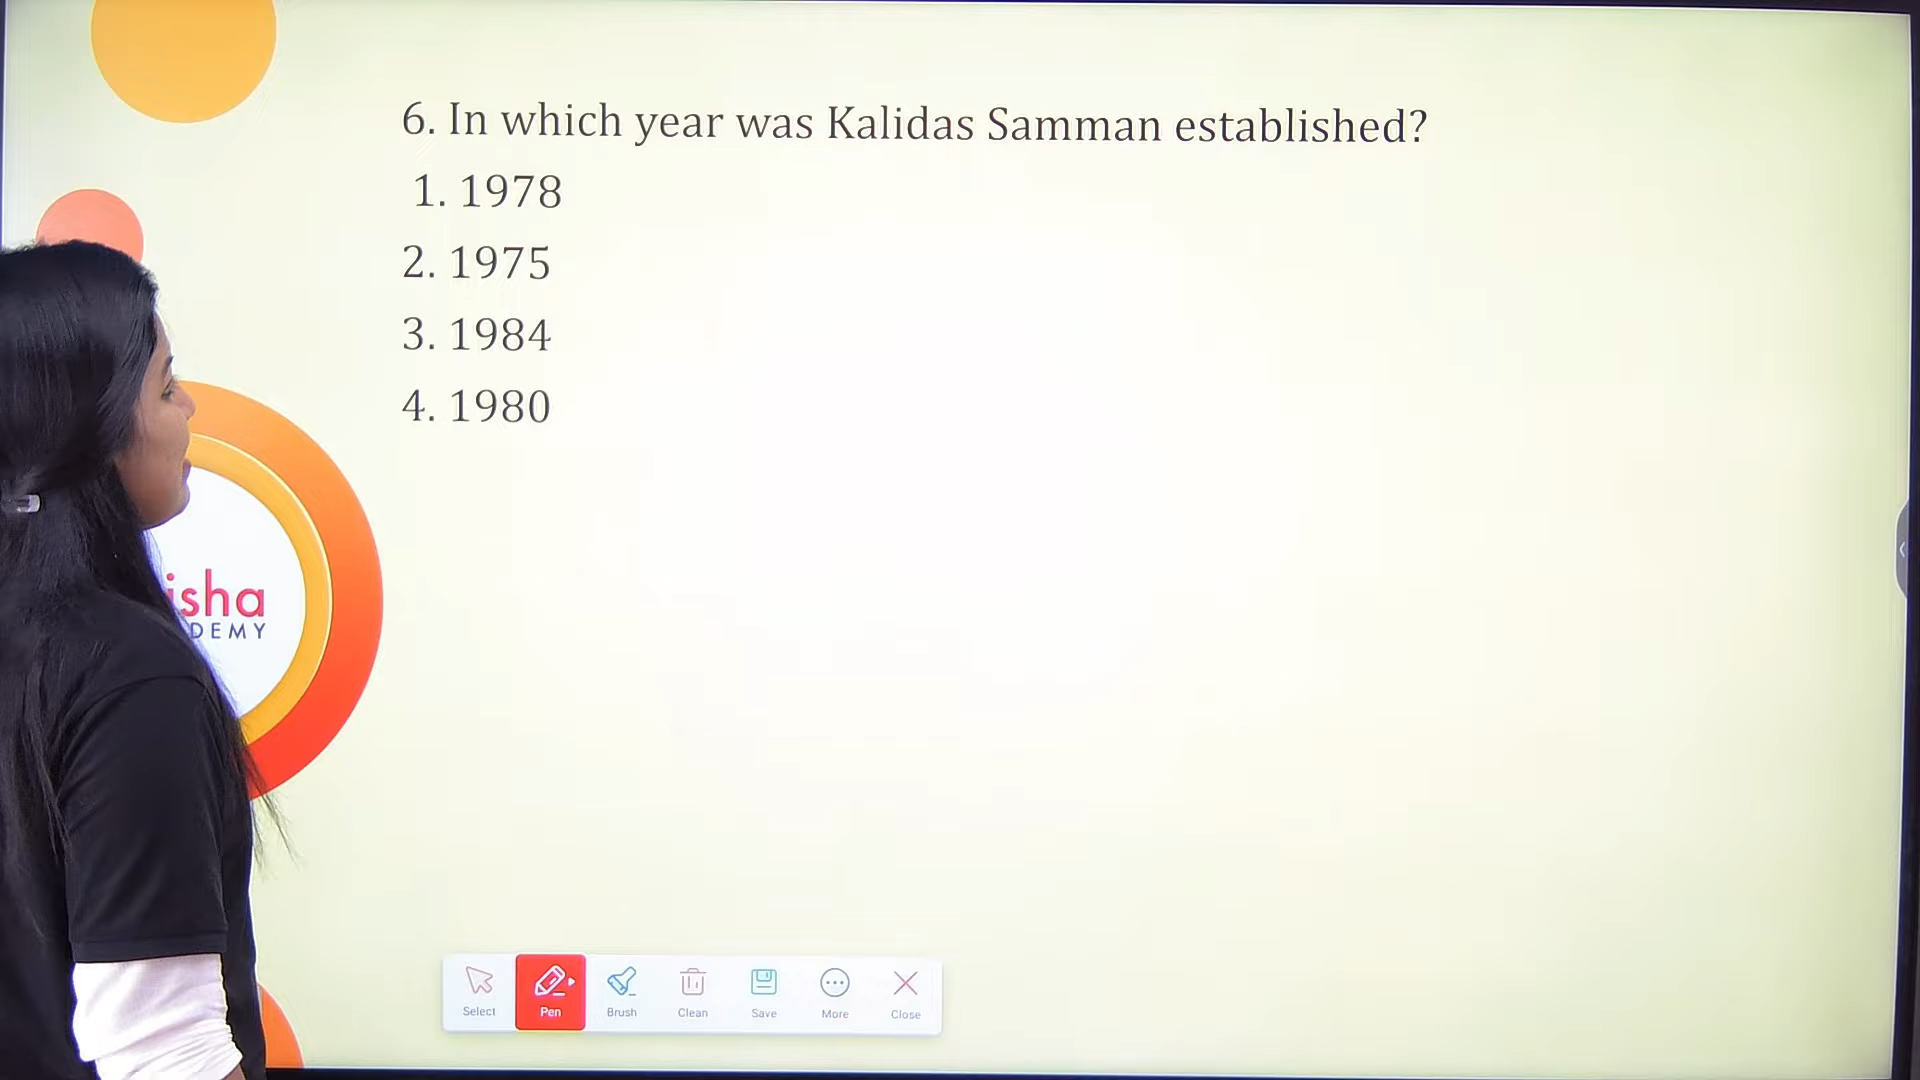 6. In which year was Kalidas Samman established?
1. 1978
2. 1975
3. 1984
4. 1980
isha
DEMY
Select
Pen
Brush
Clean
Save
More
Close